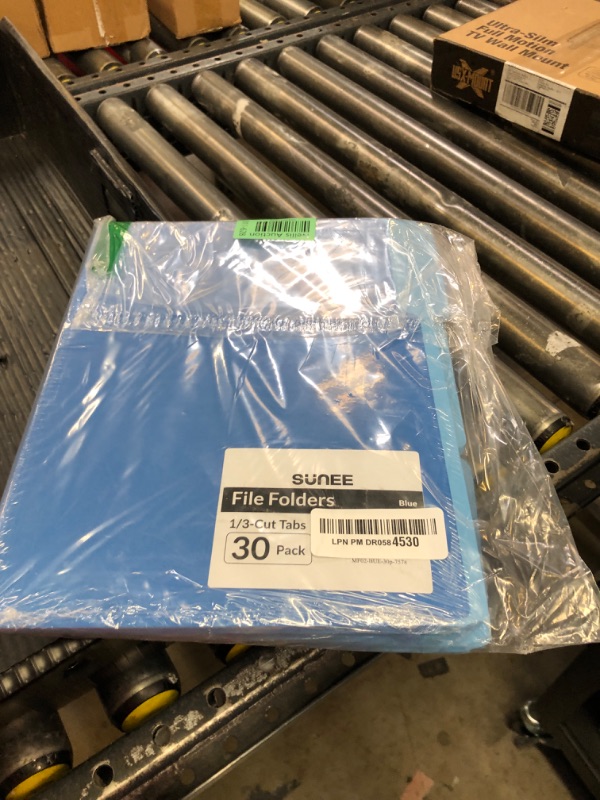 Ultra-Slim
Full Motion
TV Wall Mount
SUNEE
File Folders
Blue
1/3-Cut Tabs
30 Pack
LPN PM DR0584530